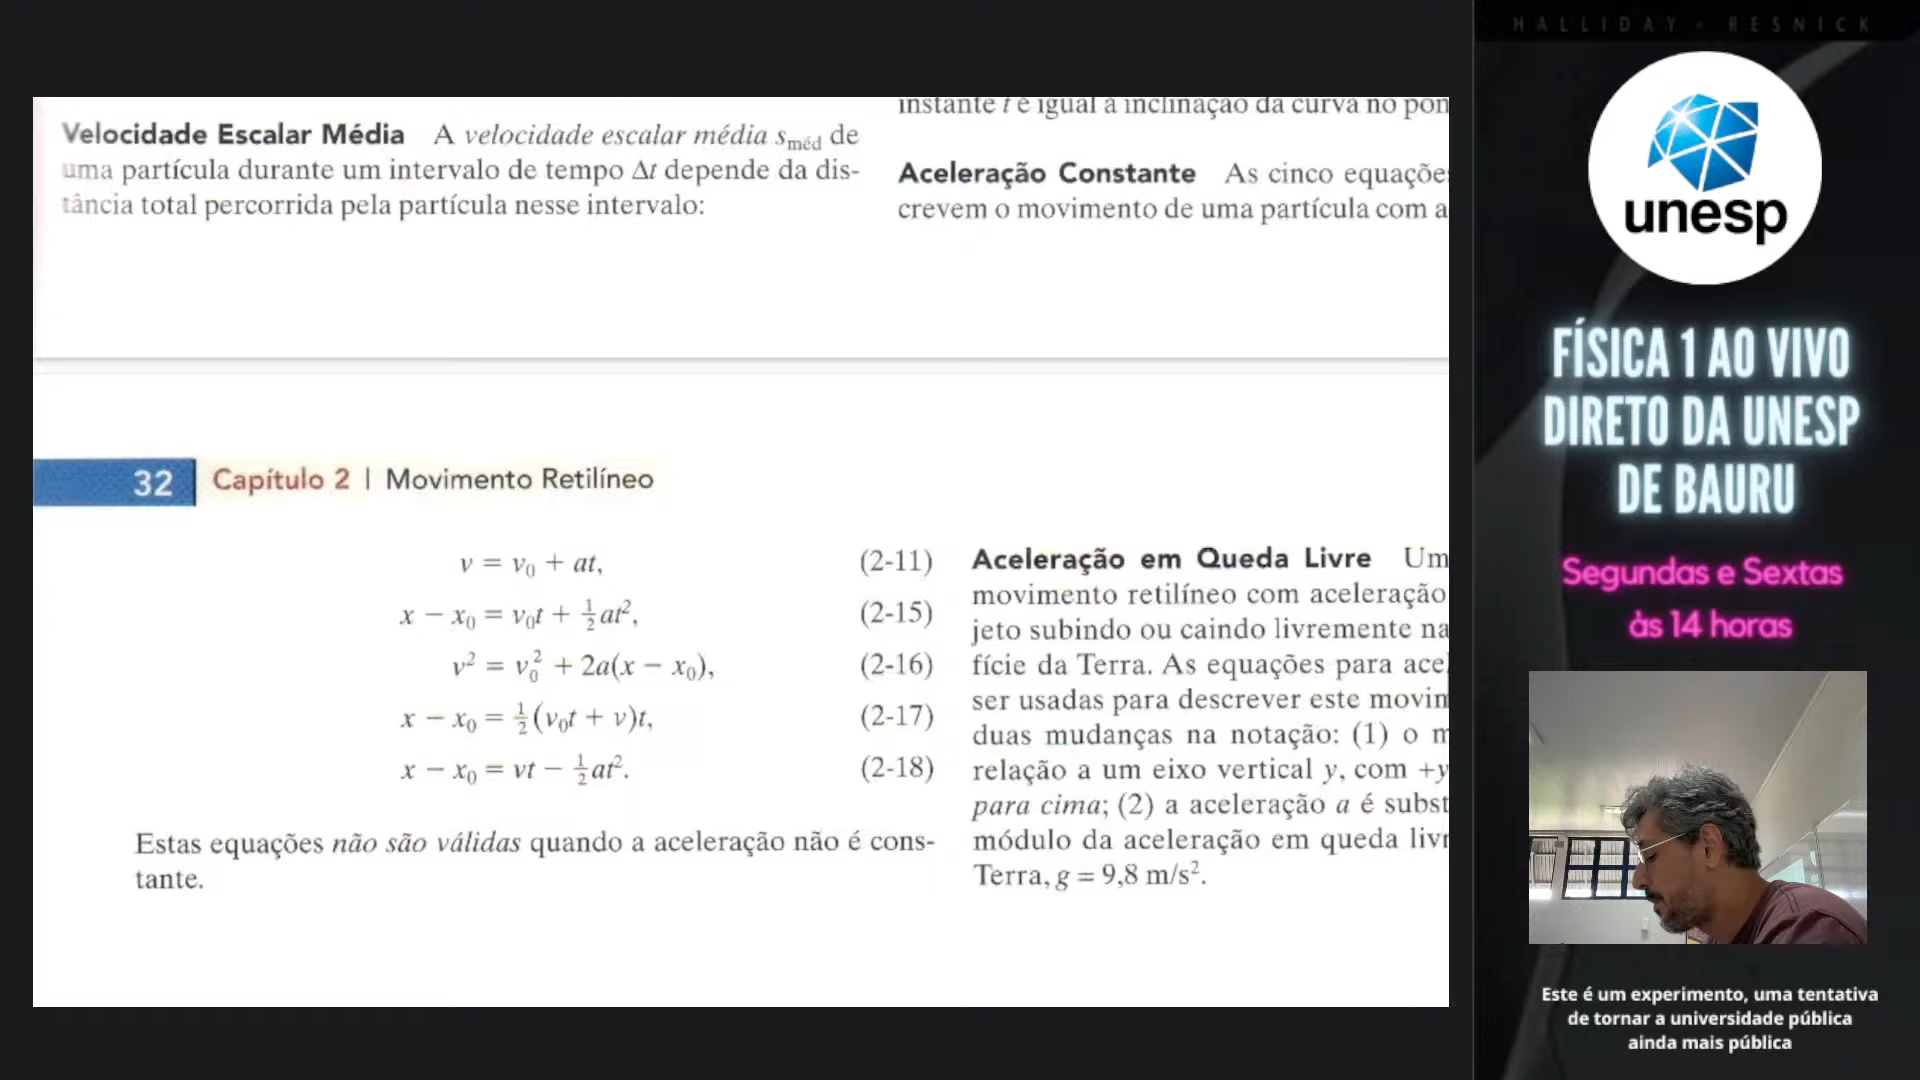 Velocidade Escalar Média A velocidade escalar média sméd de
uma partícula durante um intervalo de tempo Δt depende da dis-
tância total percorrida pela partícula nesse intervalo:
instante t é igual à inclinação da curva no pon
Aceleração Constante As cinco equações
crevem o movimento de uma partícula com a
32 Capítulo 2 | Movimento Retilíneo
v = v₀ + at, (2-11)
x − x₀ = v₀t + ½at², (2-15)
v² = v₀² + 2a(x − x₀), (2-16)
x − x₀ = ½(v₀t + v)t, (2-17)
x − x₀ = vt − ½at². (2-18)
Estas equações não são válidas quando a aceleração não é cons-
tante.
Aceleração em Queda Livre Um
movimento retilíneo com aceleração
jeto subindo ou caindo livremente na
fície da Terra. As equações para ace
ser usadas para descrever este movim
duas mudanças na notação: (1) o m
relação a um eixo vertical y, com +y
para cima; (2) a aceleração a é subst
módulo da aceleração em queda livr
Terra, g = 9,8 m/s².
HALLIDAY • RESNICK
unesp
FÍSICA 1 AO VIVO
DIRETO DA UNESP
DE BAURU
Segundas e Sextas
às 14 horas
Este é um experimento, uma tentativa
de tornar a universidade pública
ainda mais pública